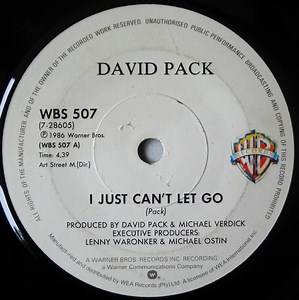 ALL RIGHTS OF THE MANUFACTURER AND OF THE OWNER OF THE RECORDED WORK RESERVED. UNAUTHORISED PUBLIC PERFORMANCE BROADCASTING AND COPYING OF THIS RECORD PROHIBITED
DAVID PACK
WBS 507
(7-28605)
Ⓟ1986 Warner Bros.
(WBS 507 A)
Time: 4,39
Art Street M.(Dir.)
I JUST CAN'T LET GO
(Pack)
PRODUCED BY DAVID PACK & MICHAEL VERDICK
EXECUTIVE PRODUCERS:
LENNY WARONKER & MICHAEL OSTIN
A WARNER BROS. RECORDS INC. RECORDING
a Warner Communications Company.
Manufactured and distributed by WEA Records (Pty) Ltd. A licensee of WEA International Inc.